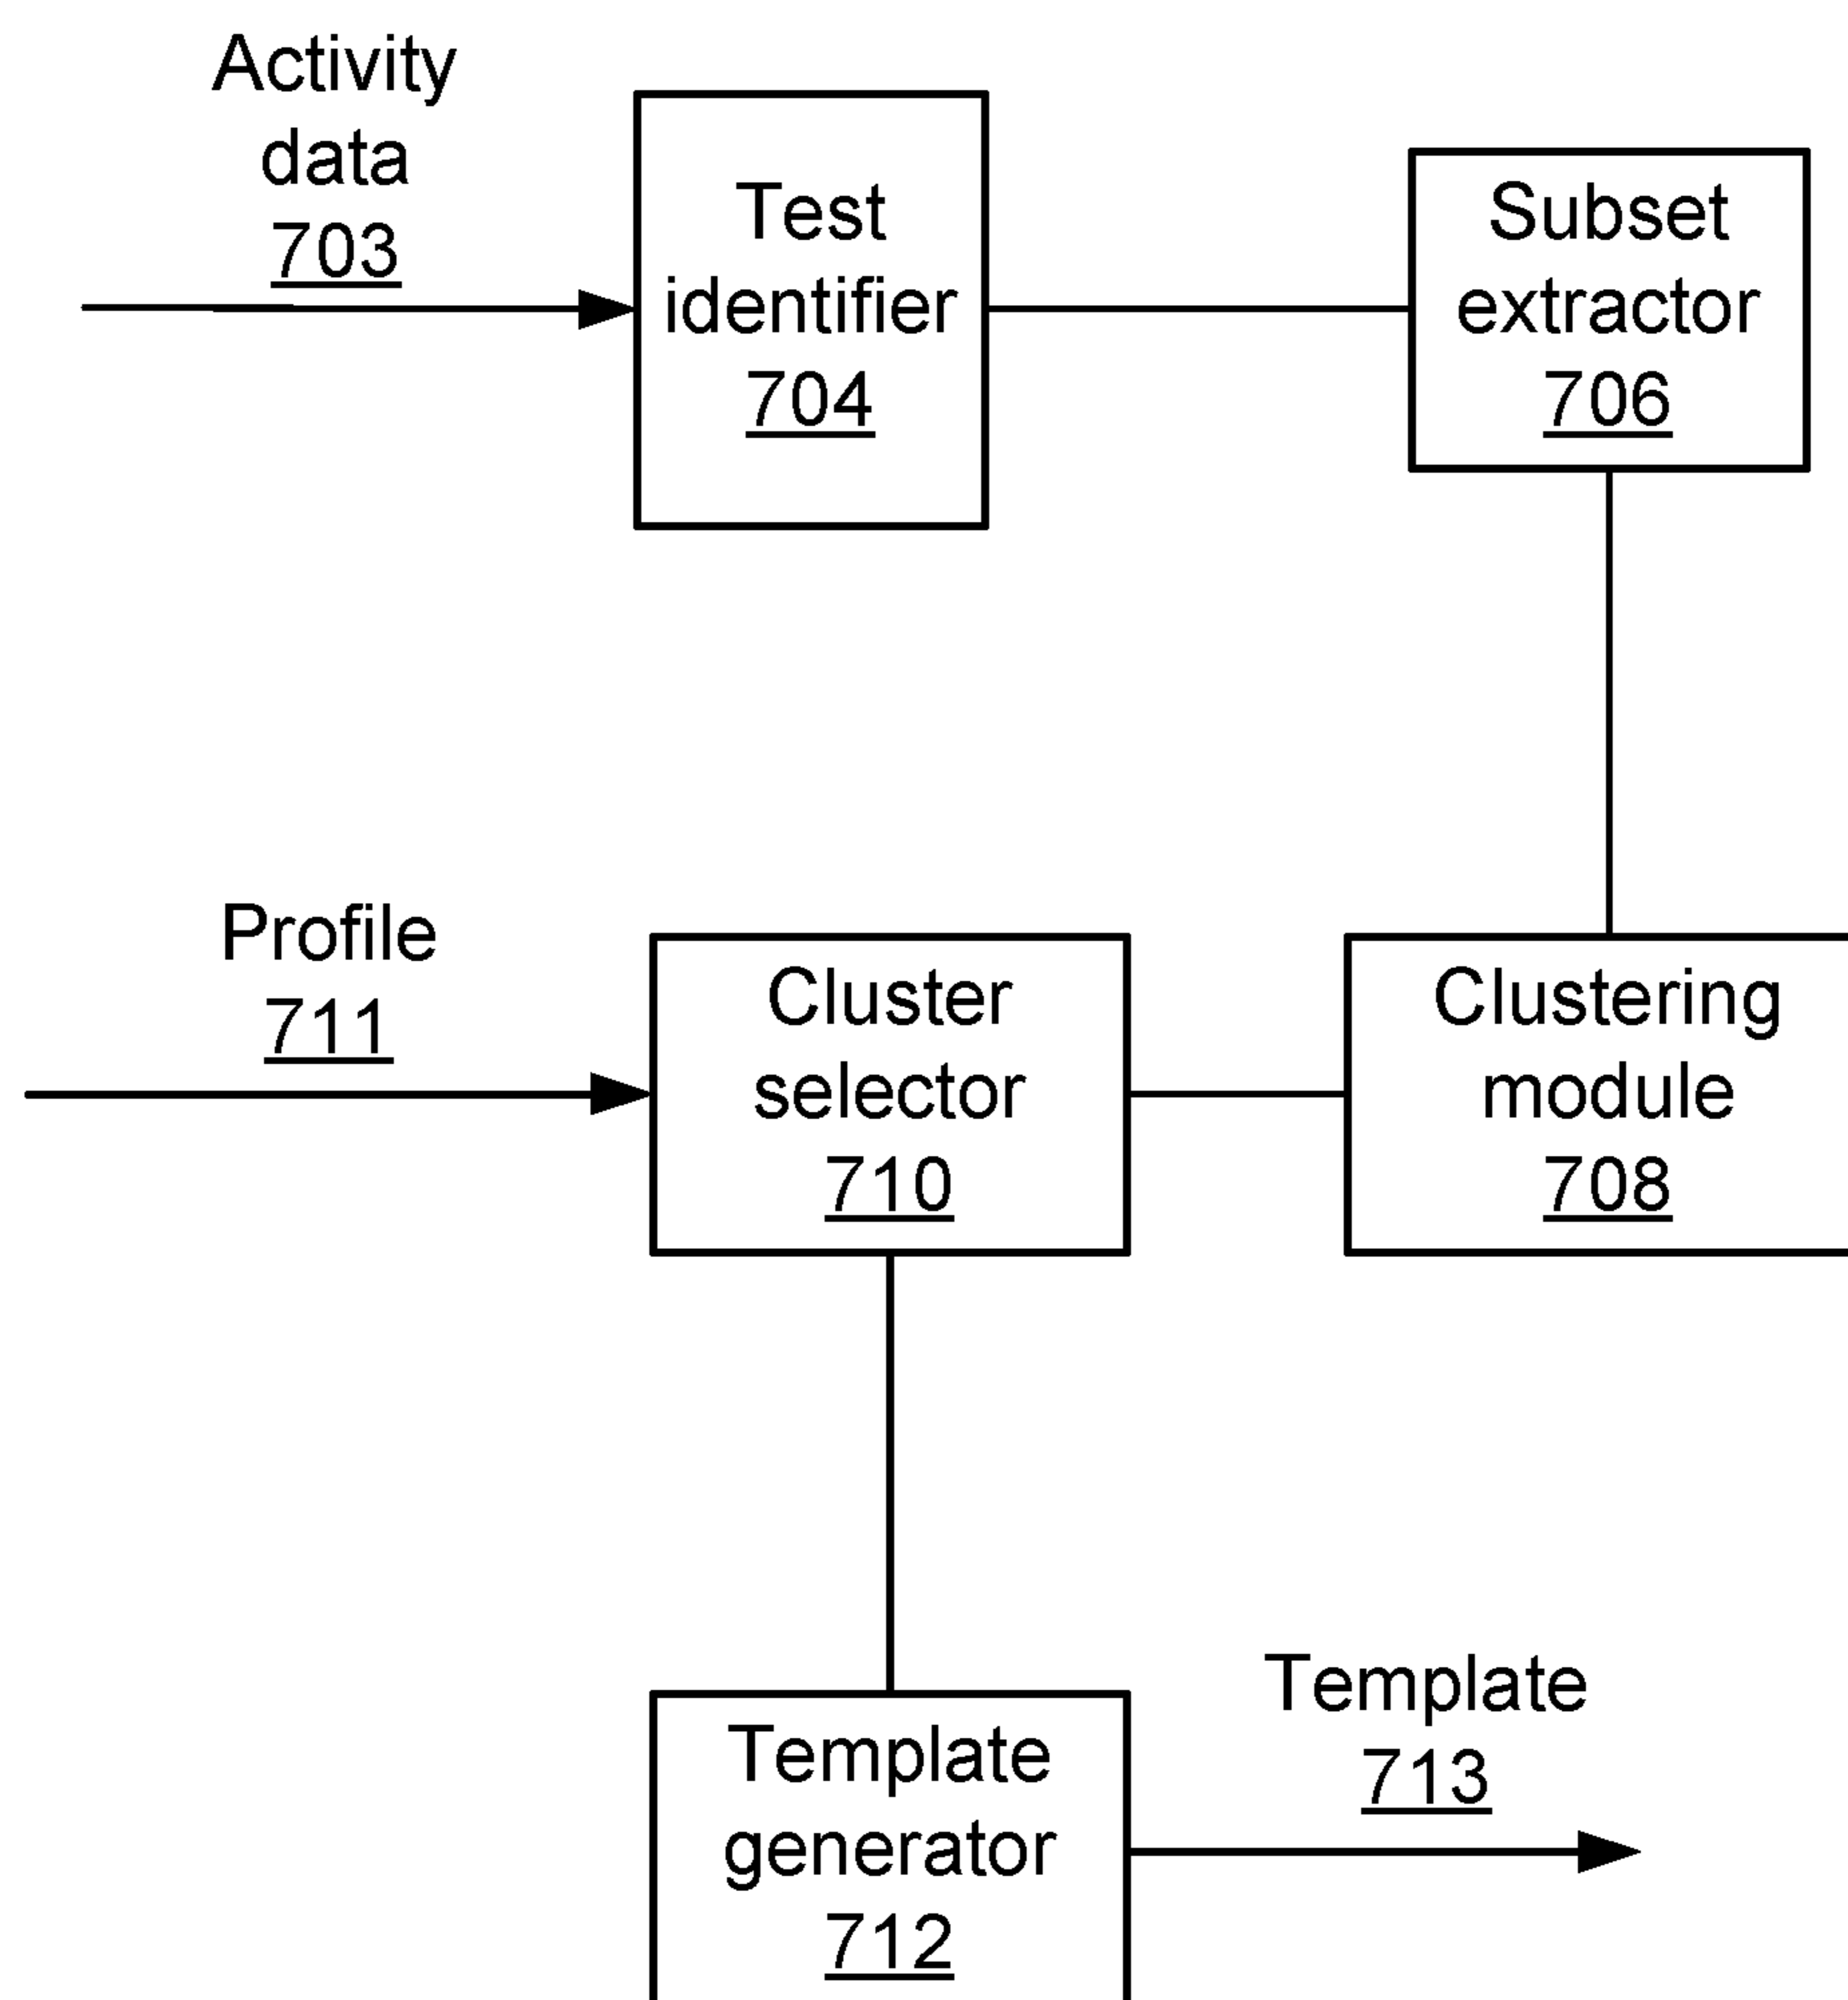 Activity
data
703
Test
identifier
704
Subset
extractor
706
Profile
711
Cluster
selector
710
Clustering
module
708
Template
generator
712
Template
713